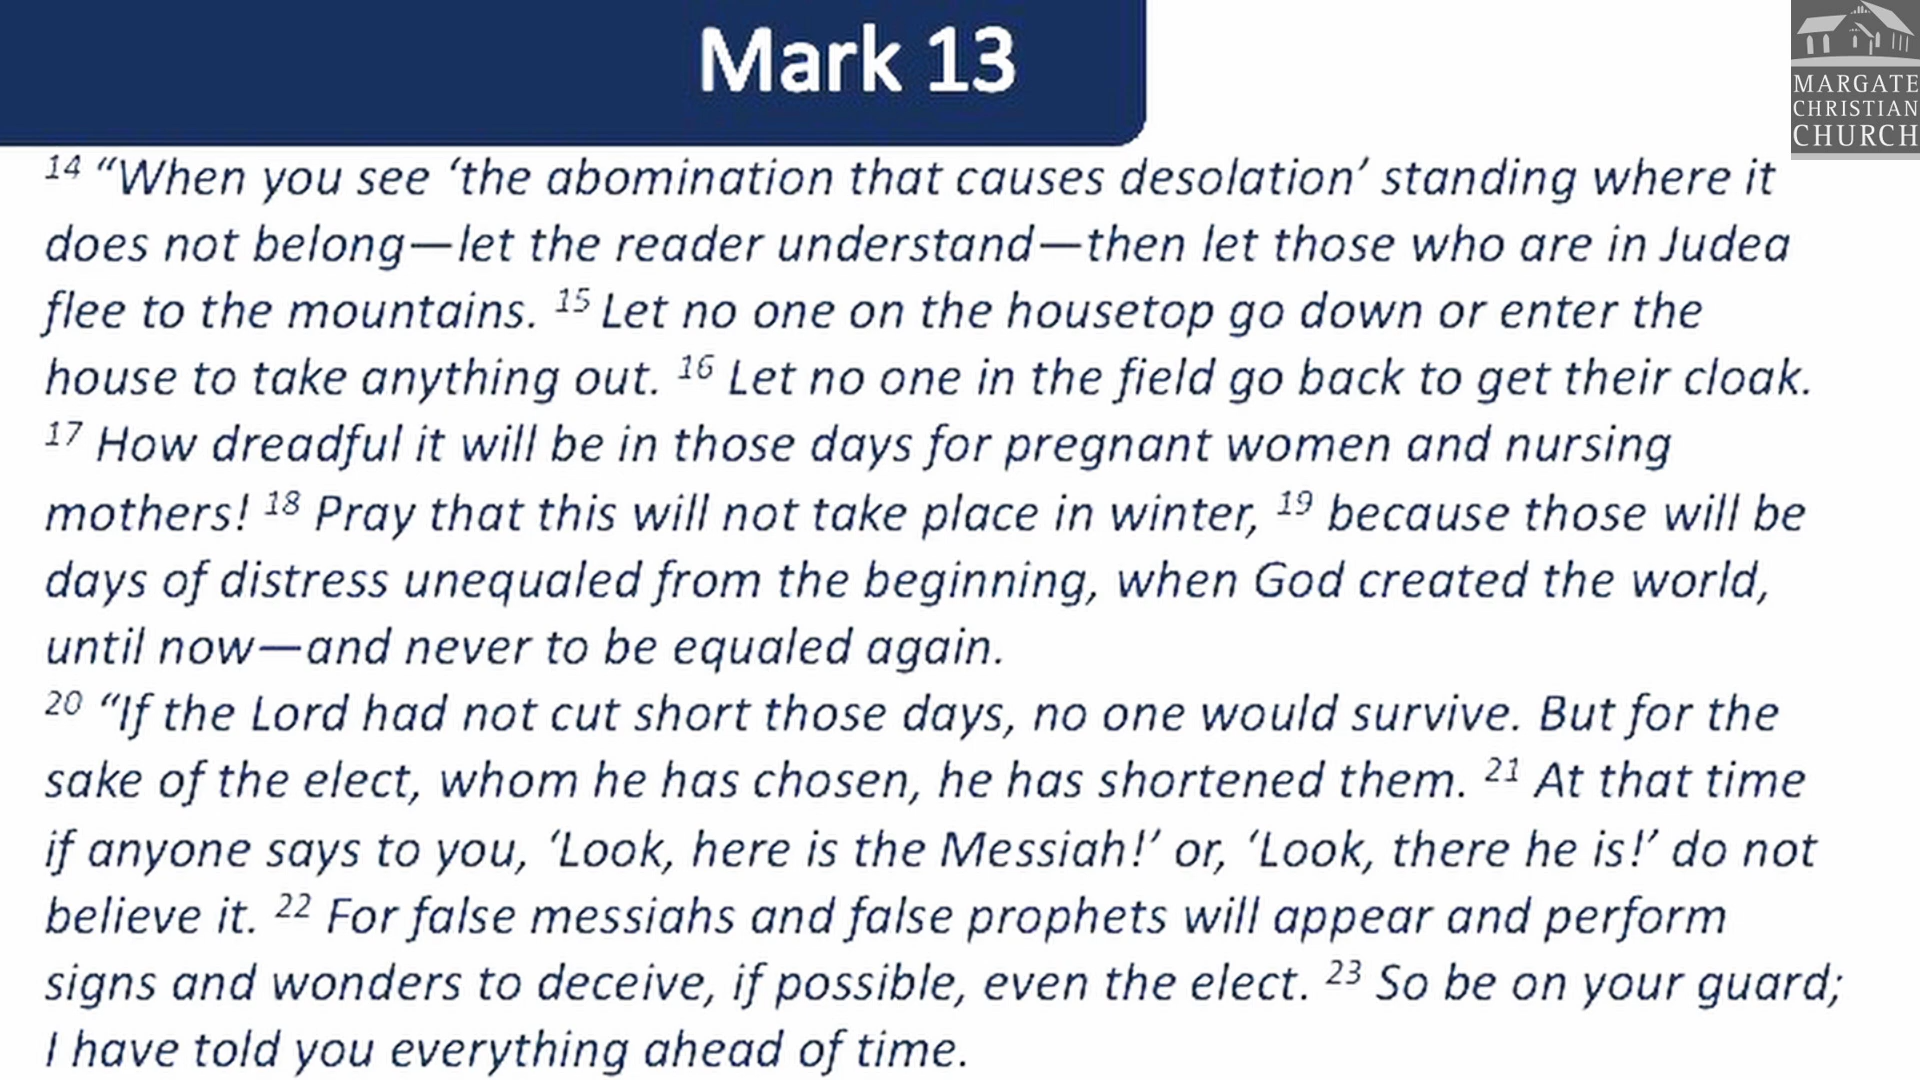 Mark 13
MARGATE
CHRISTIAN
CHURCH
14 “When you see ‘the abomination that causes desolation’ standing where it
does not belong—let the reader understand—then let those who are in Judea
flee to the mountains. 15 Let no one on the housetop go down or enter the
house to take anything out. 16 Let no one in the field go back to get their cloak.
17 How dreadful it will be in those days for pregnant women and nursing
mothers! 18 Pray that this will not take place in winter, 19 because those will be
days of distress unequaled from the beginning, when God created the world,
until now—and never to be equaled again.
20 “If the Lord had not cut short those days, no one would survive. But for the
sake of the elect, whom he has chosen, he has shortened them. 21 At that time
if anyone says to you, ‘Look, here is the Messiah!’ or, ‘Look, there he is!’ do not
believe it. 22 For false messiahs and false prophets will appear and perform
signs and wonders to deceive, if possible, even the elect. 23 So be on your guard;
I have told you everything ahead of time.